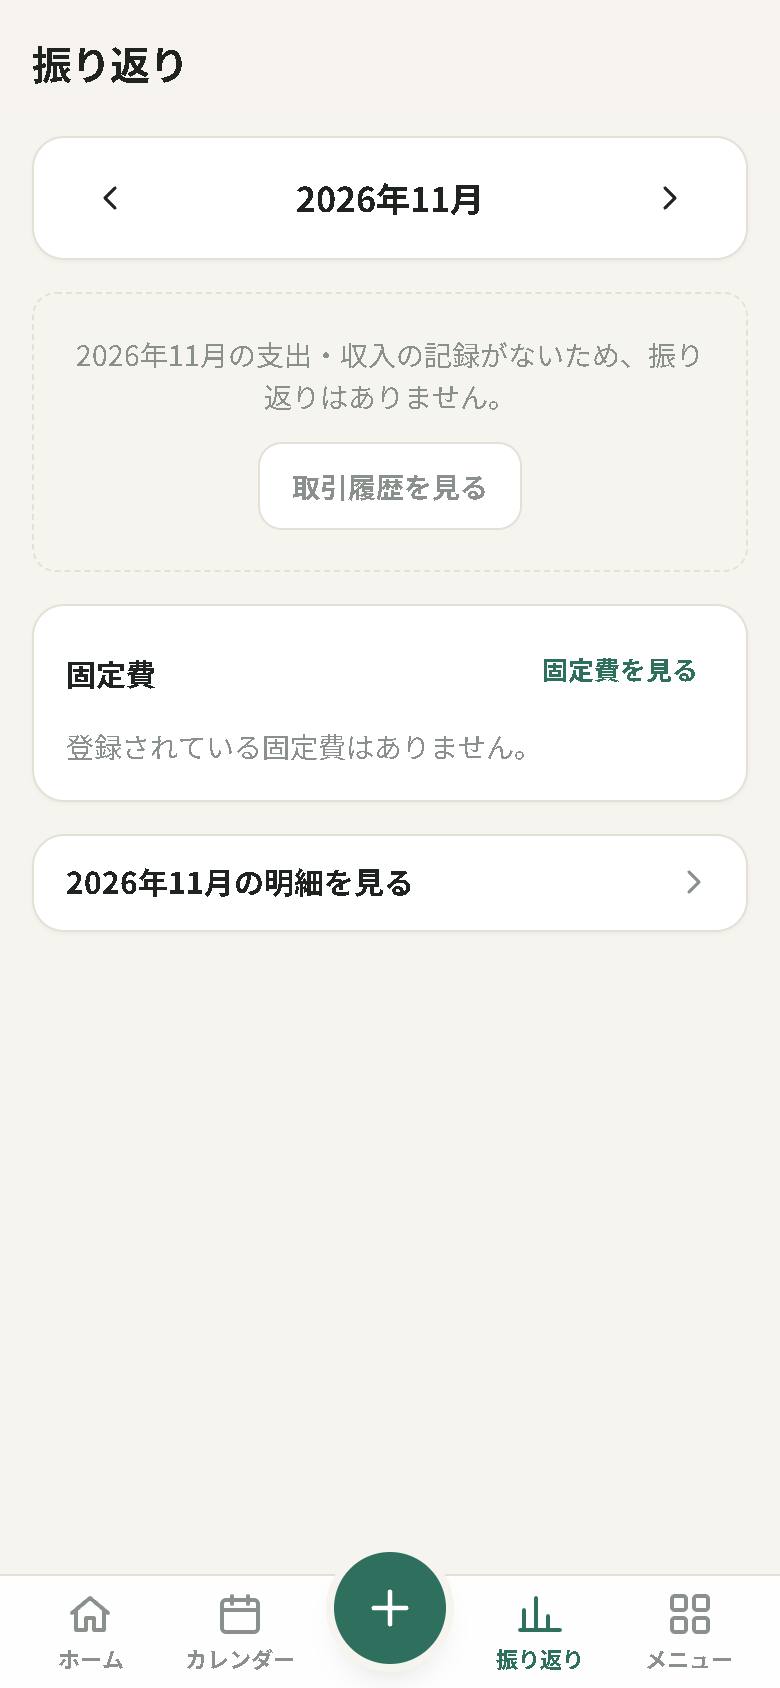 振り返り
2026年11月
2026年11月の支出・収入の記録がないため、振り
返りはありません。
取引履歴を見る
固定費
固定費を見る
登録されている固定費はありません。
2026年11月の明細を見る
ホーム
カレンダー
振り返り
メニュー